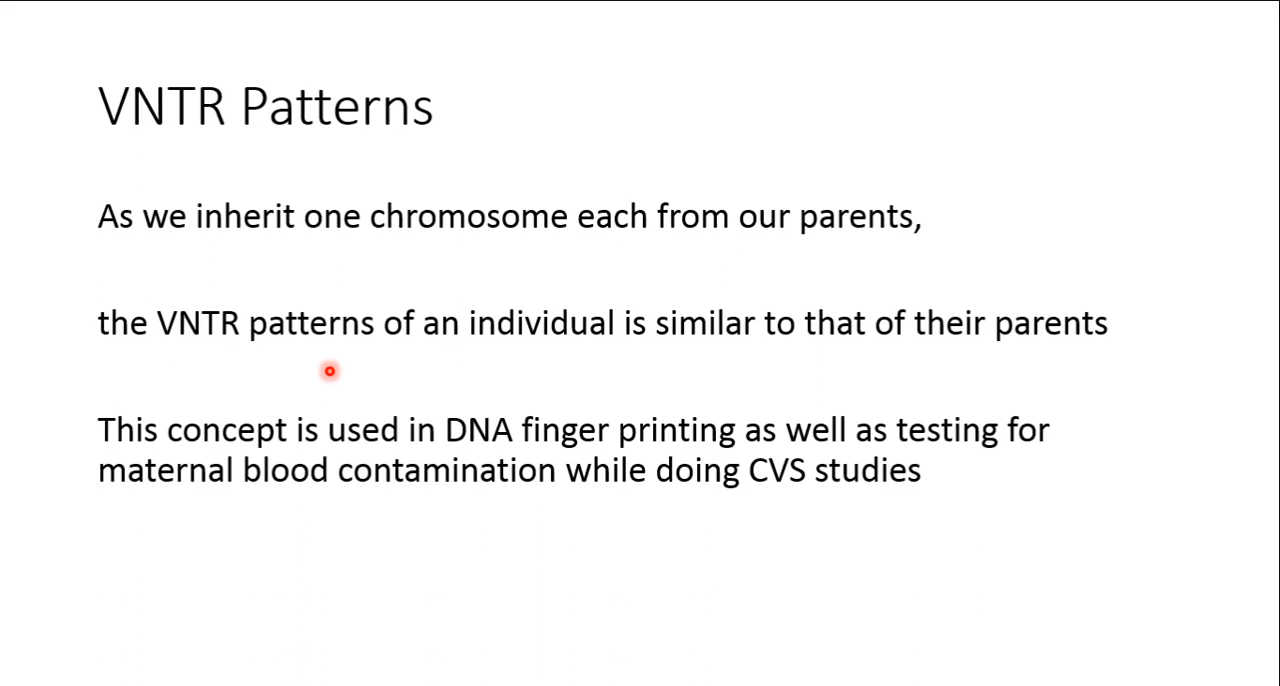 VNTR Patterns
As we inherit one chromosome each from our parents,
the VNTR patterns of an individual is similar to that of their parents
This concept is used in DNA finger printing as well as testing for
maternal blood contamination while doing CVS studies